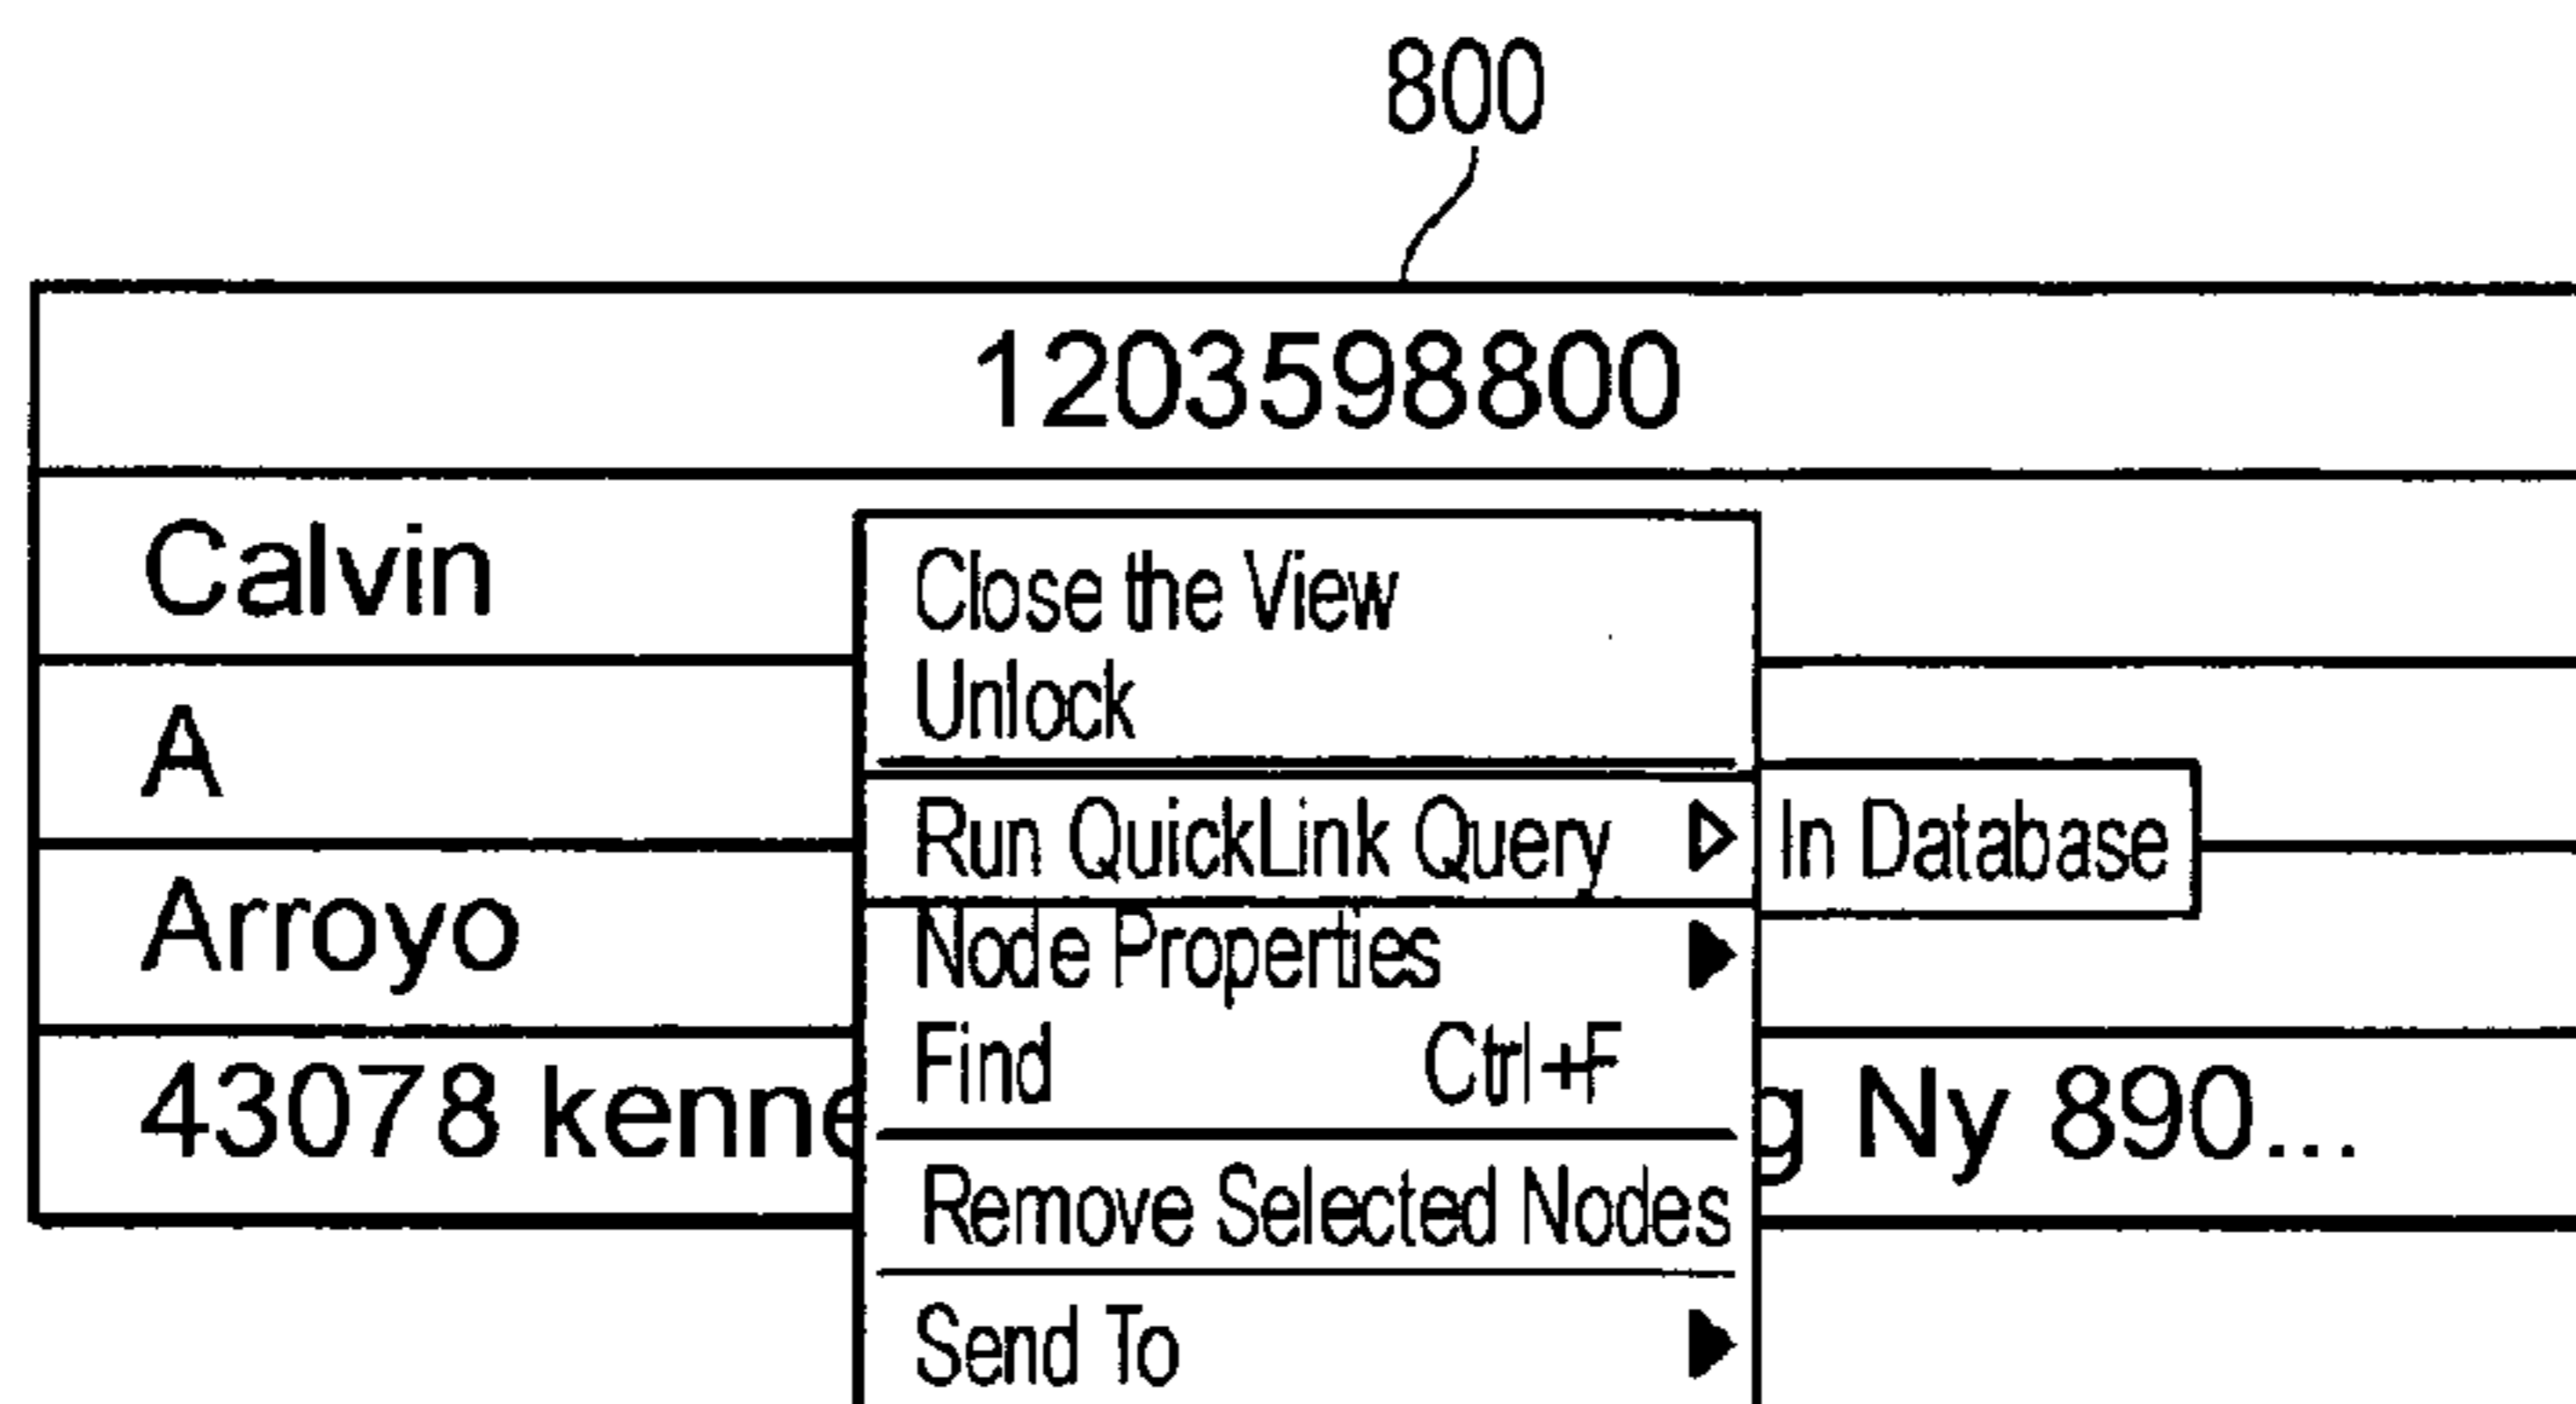 800
1203598800
Calvin
Close the View
Unlock
A
Run QuickLink Query
In Database
Arroyo
Node Properties
Find Ctrl+F
43078
Ny 890...
Remove Selected Nodes
Send To